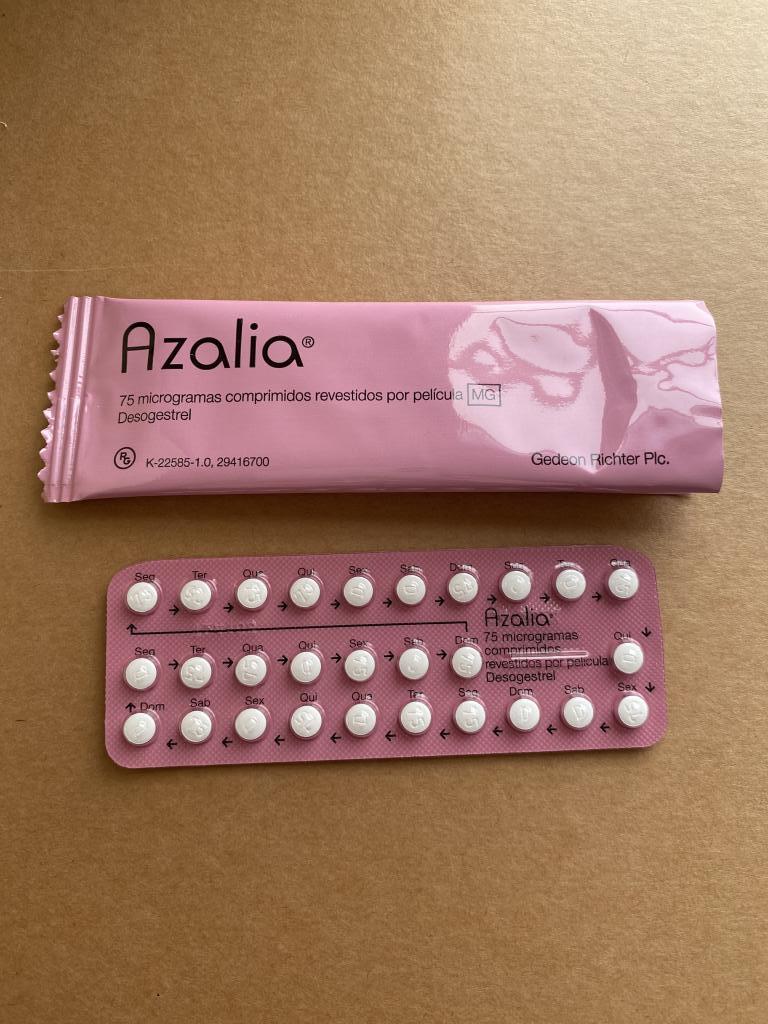 Azalia®
75 microgramas comprimidos revestidos por película MG
Desogestrel
RG K-22585-1.0, 29416700 Gedeon Richter Plc.
Seg Ter Qua Qui Sex Sab Dom Qua
Azalia®
75 microgramas
comprimidos
revestidos por película
Desogestrel
Seg Ter Qua Qui Sex Sab Dom Qui
Dom Sab Sex Qui Qua Ter Seg Dom Sab Sex